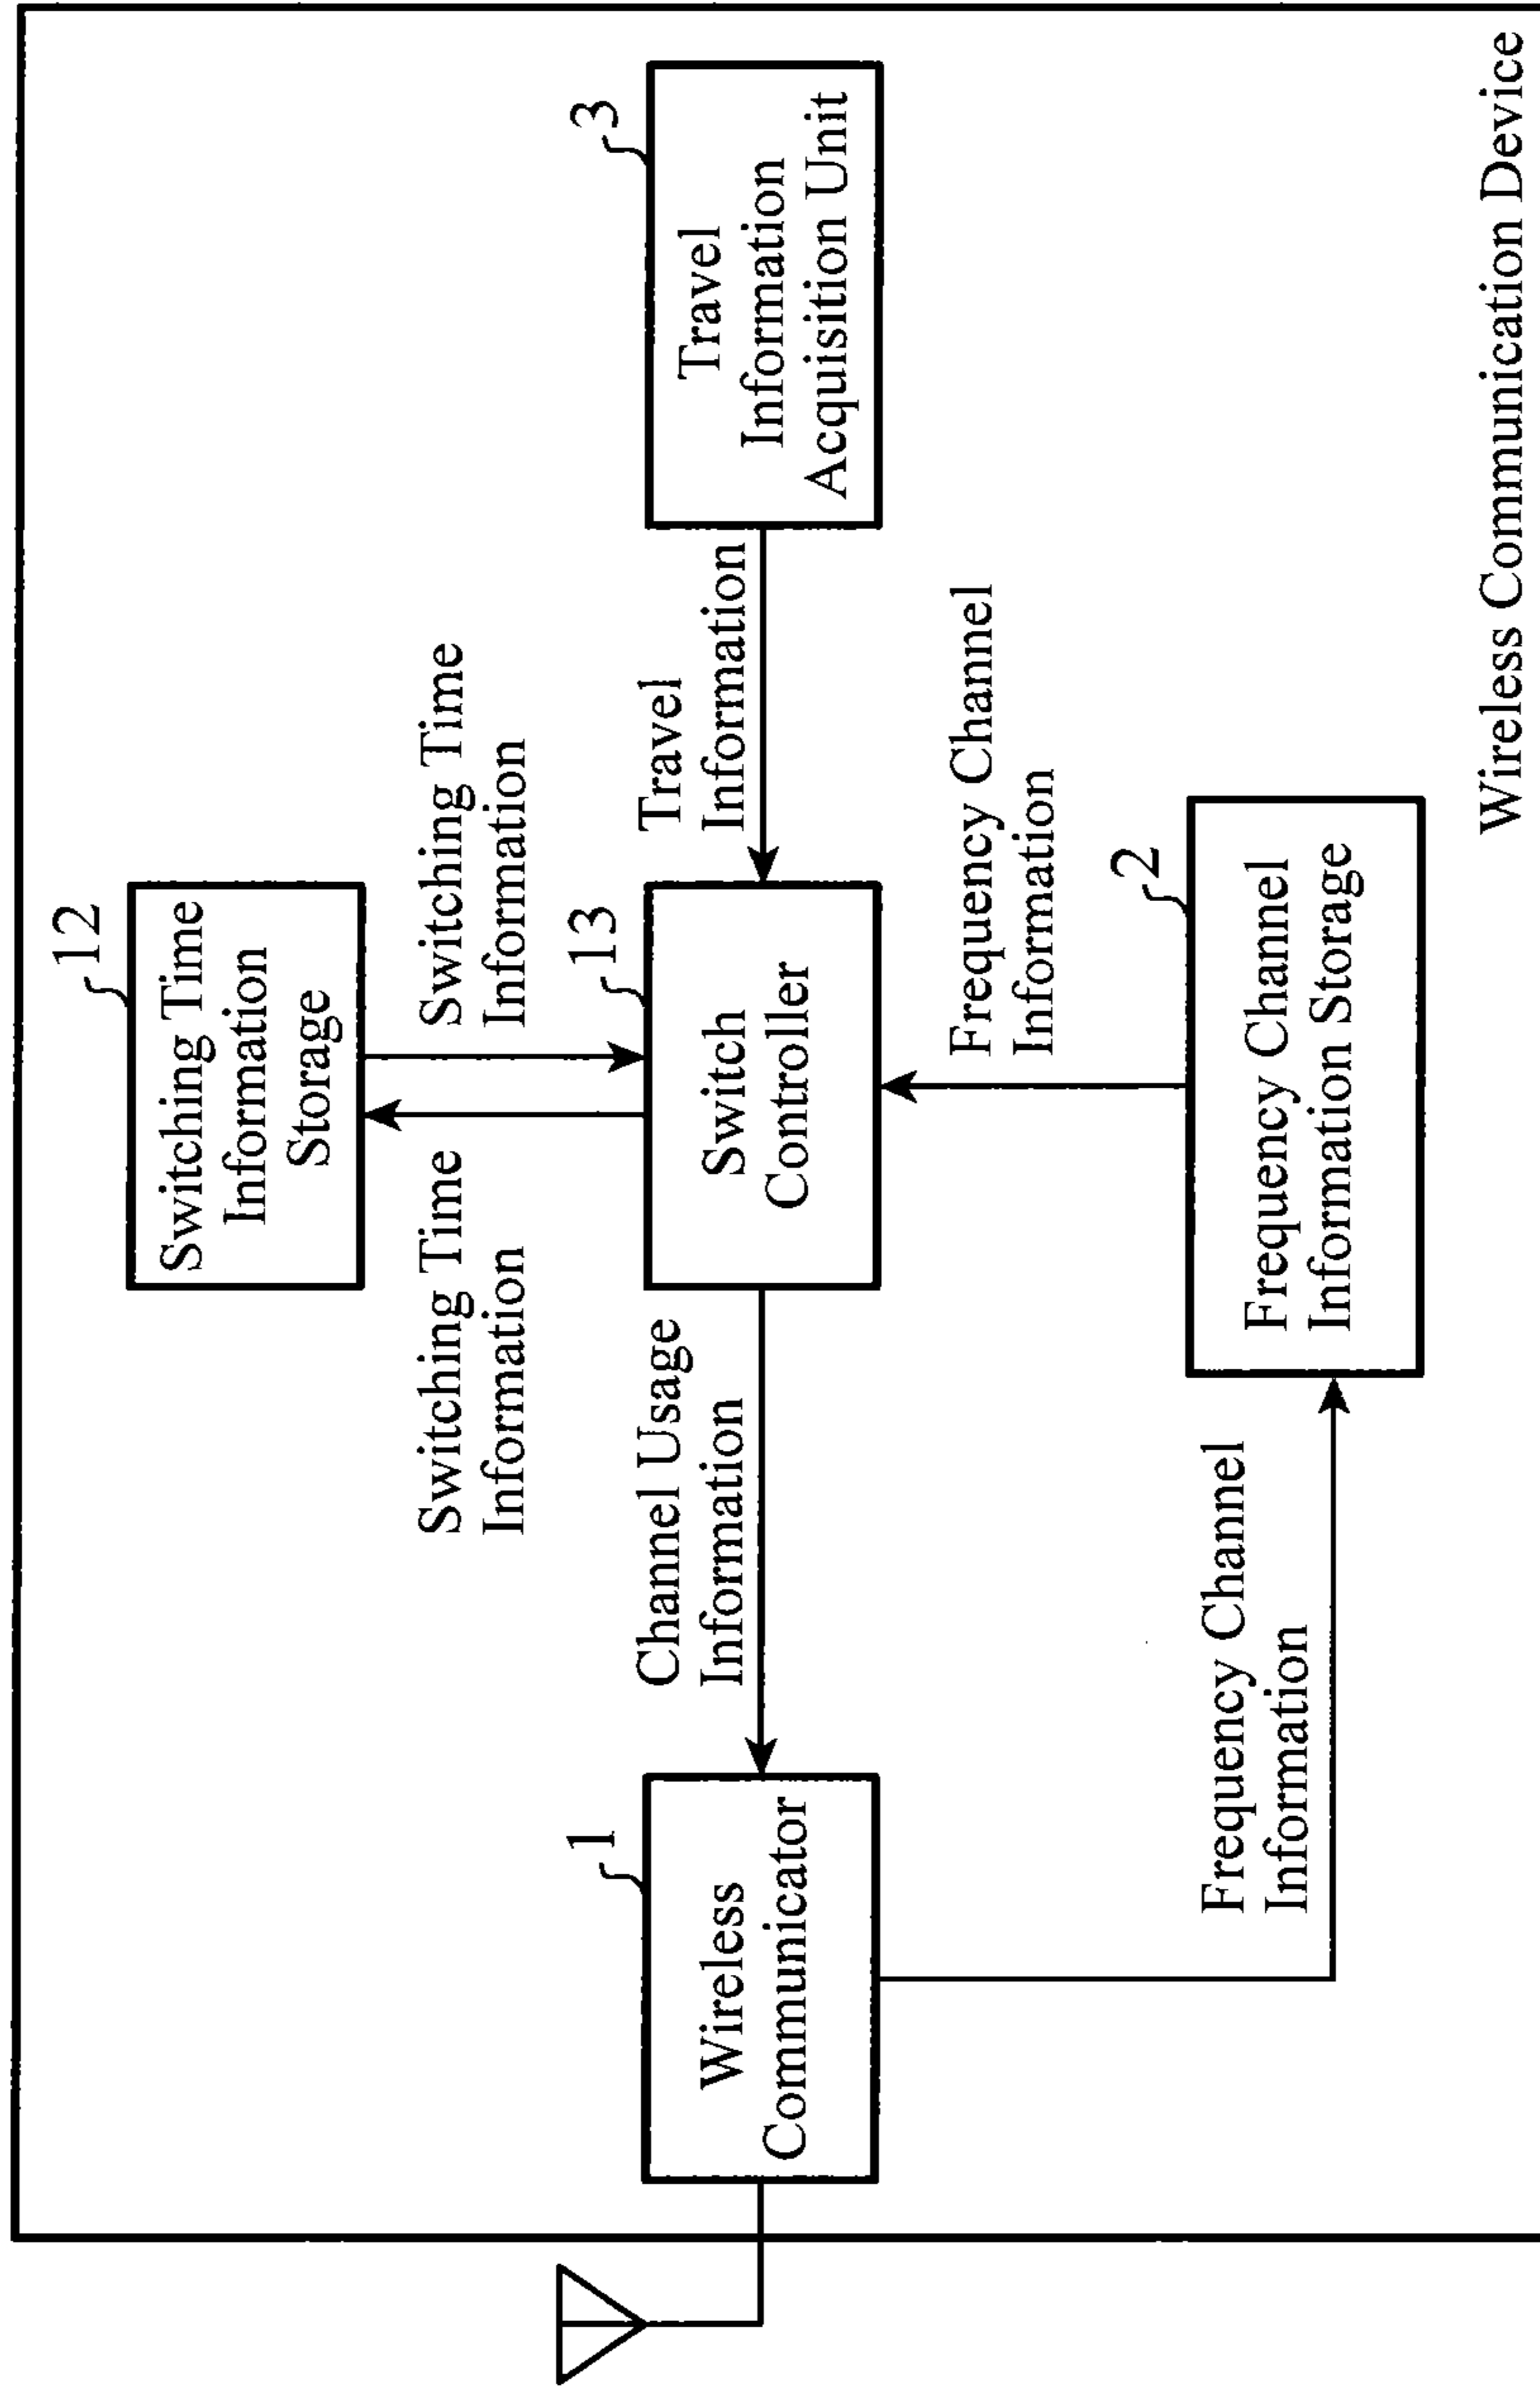 12
Switching Time
Information
Storage
Switching Time
Information
Switching Time
Information
1
Wireless
Communicator
Channel Usage
Information
13
Switch
Controller
Travel
Information
3
Travel
Information
Acquisition Unit
Frequency Channel
Information
Frequency Channel
Information
2
Frequency Channel
Information Storage
Wireless Communication Device